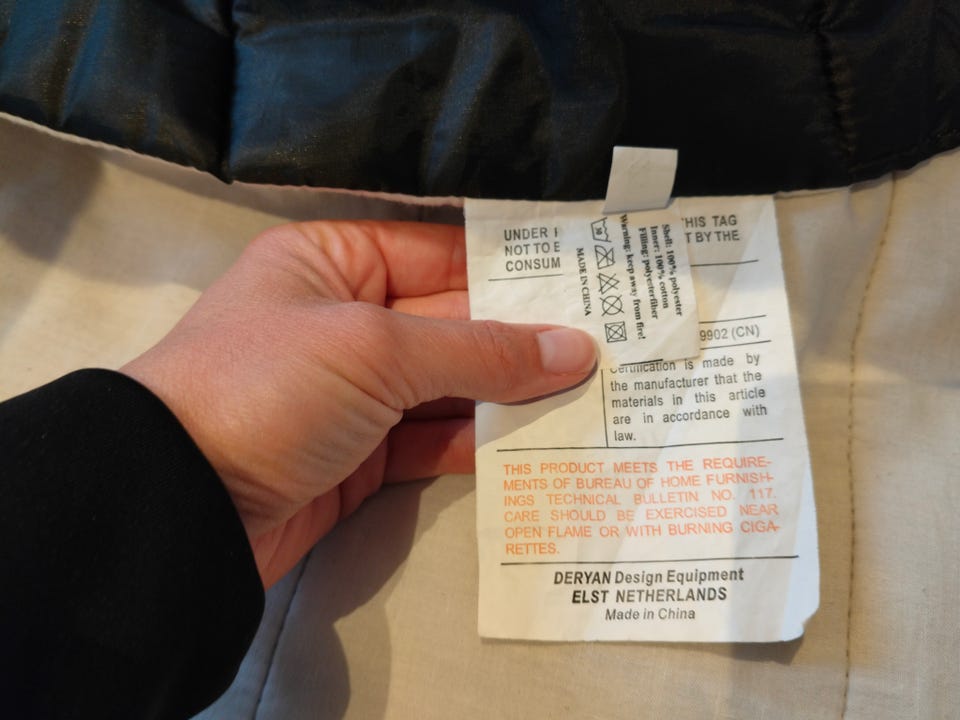 UNDER
NOT TO
CONSUM
THIS TAG
T BY THE
9902 (CN)
Certification is made by
the manufacturer that the
materials in this article
are in accordance with
law.
THIS PRODUCT MEETS THE REQUIRE-
MENTS OF BUREAU OF HOME FURNISH-
INGS TECHNICAL BULLETIN NO. 117.
CARE SHOULD BE EXERCISED NEAR
OPEN FLAME OR WITH BURNING CIGA-
RETTES.
DERYAN Design Equipment
ELST NETHERLANDS
Made in China
Shell: 100% polyester
Inner: 100% cotton
Filling: polyesterfiber
Warning: keep away from fire!
MADE IN CHINA